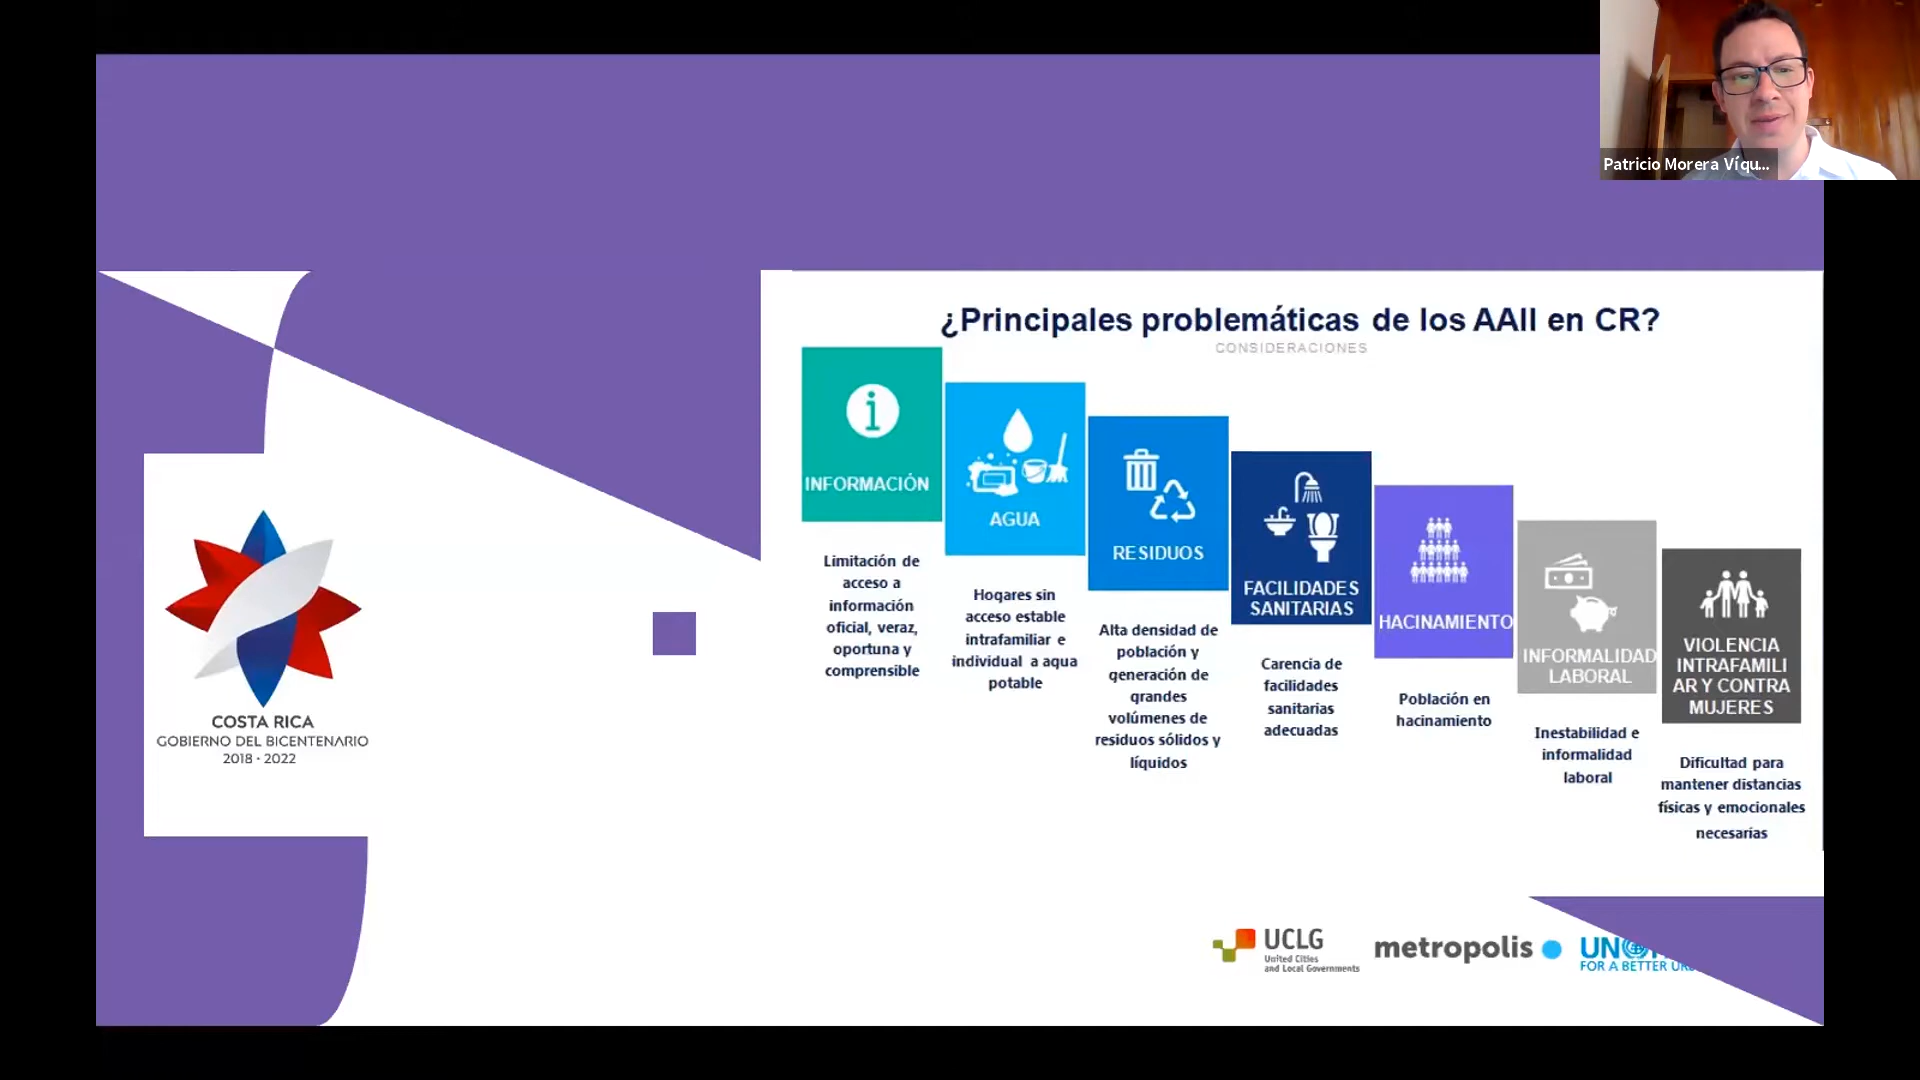 Patricio Morera Víqu...
¿Principales problemáticas de los AAII en CR?
CONSIDERACIONES
INFORMACIÓN
Limitación de
acceso a
información
oficial, veraz,
oportuna y
comprensible
AGUA
Hogares sin
acceso estable
intrafamiliar e
individual a agua
potable
RESIDUOS
Alta densidad de
población y
generación de
grandes
volúmenes de
residuos sólidos y
líquidos
FACILIDADES
SANITARIAS
Carencia de
facilidades
sanitarias
adecuadas
HACINAMIENTO
Población en
hacinamiento
INFORMALIDAD
LABORAL
Inestabilidad e
informalidad
laboral
VIOLENCIA
INTRAFAMILI
AR Y CONTRA
MUJERES
Dificultad para
mantener distancias
físicas y emocionales
necesarias
COSTA RICA
GOBIERNO DEL BICENTENARIO
2018 · 2022
UCLG
United Cities
and Local Governments
metropolis
UN
FOR A BETTER